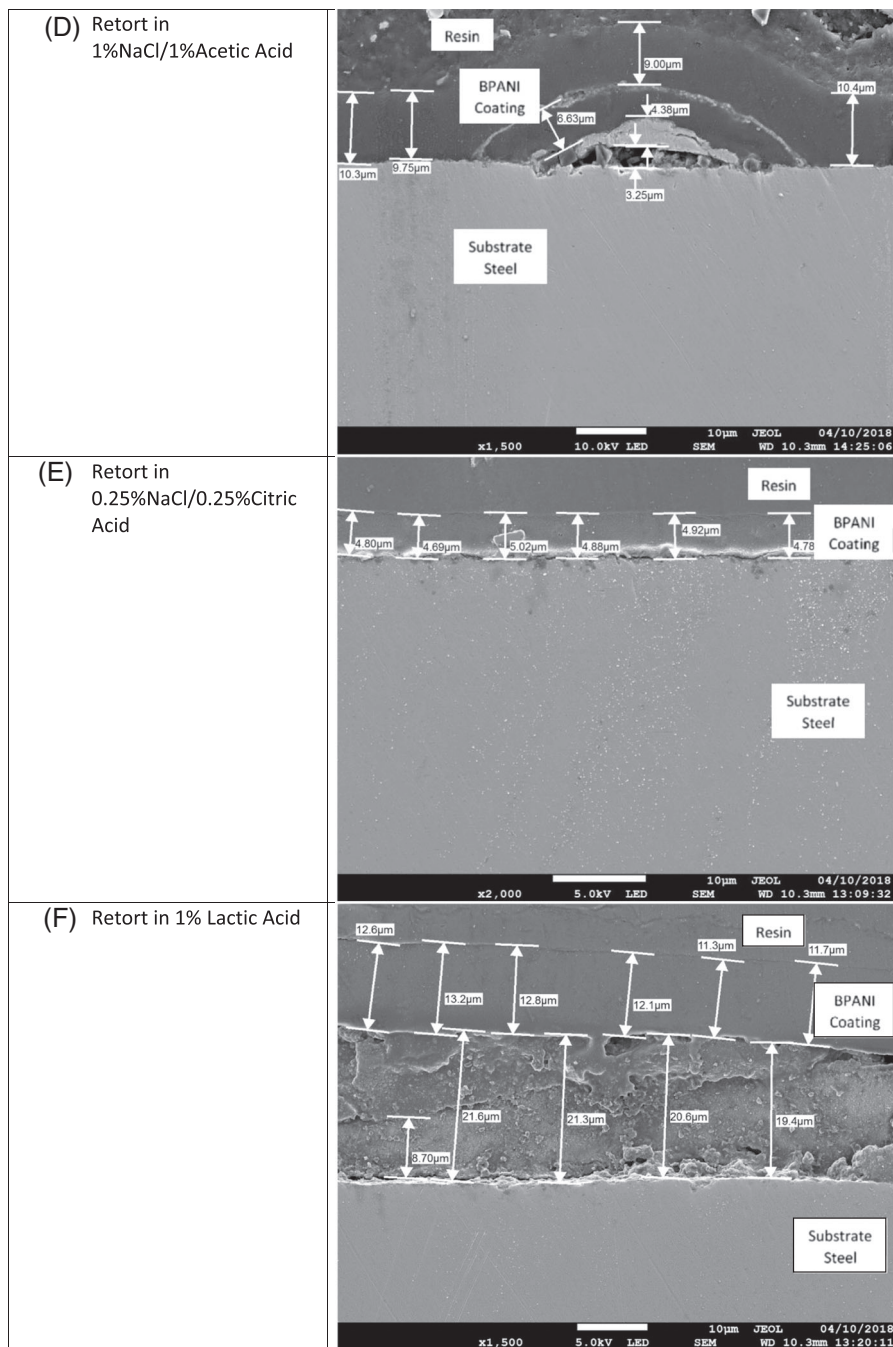 (D) Retort in
1%NaCl/1%Acetic Acid
Resin
9.00µm
BPANI
Coating
10.4µm
4.38µm
6.63µm
10.3µm
9.75µm
3.25µm
Substrate
Steel
10µm JEOL 04/10/2018
x1,500 10.0kV LED SEM WD 10.3mm 14:25:06
(E) Retort in
0.25%NaCl/0.25%Citric
Acid
Resin
BPANI
Coating
4.80µm
4.69µm
5.02µm
4.88µm
4.92µm
4.78
Substrate
Steel
10µm JEOL 04/10/2018
x2,000 5.0kV LED SEM WD 10.3mm 13:09:32
(F) Retort in 1% Lactic Acid
12.6µm
Resin
11.3µm
11.7µm
13.2µm
12.8µm
12.1µm
BPANI
Coating
21.6µm
21.3µm
20.6µm
19.4µm
8.70µm
Substrate
Steel
10µm JEOL 04/10/2018
x1,500 5.0kV LED SEM WD 10.3mm 13:20:11